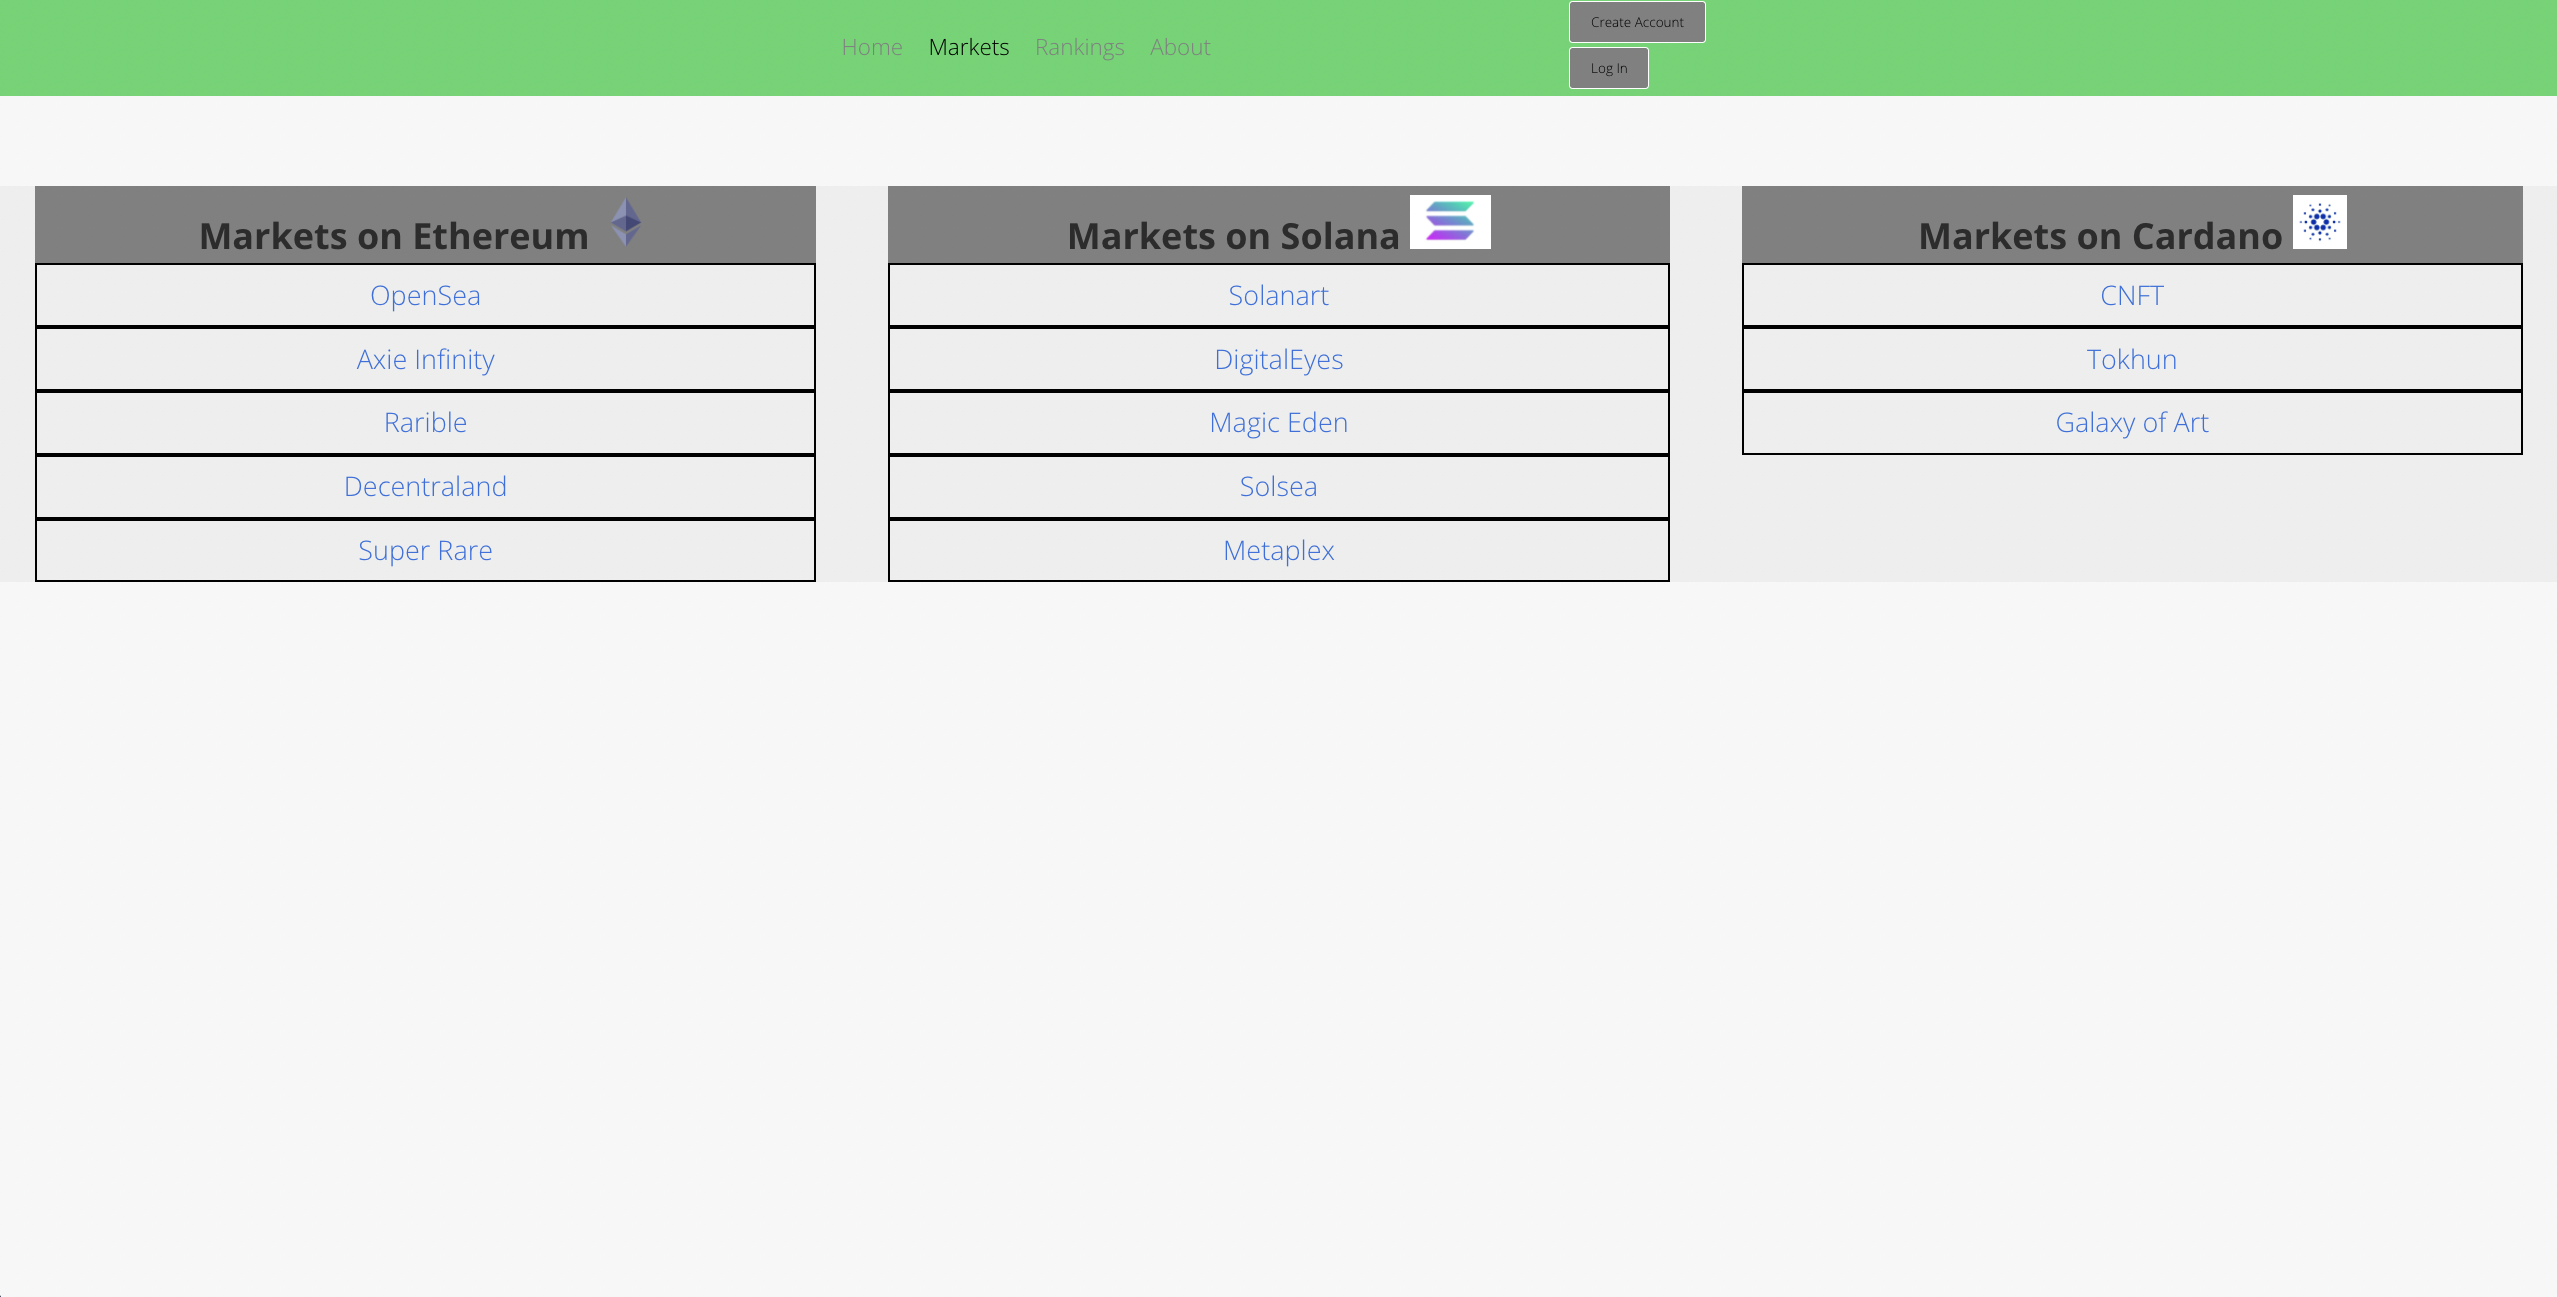 Home Markets Rankings About
Create Account
Log In
Markets on Ethereum
OpenSea
Axie Infinity
Rarible
Decentraland
Super Rare
Markets on Solana
Solanart
DigitalEyes
Magic Eden
Solsea
Metaplex
Markets on Cardano
CNFT
Tokhun
Galaxy of Art